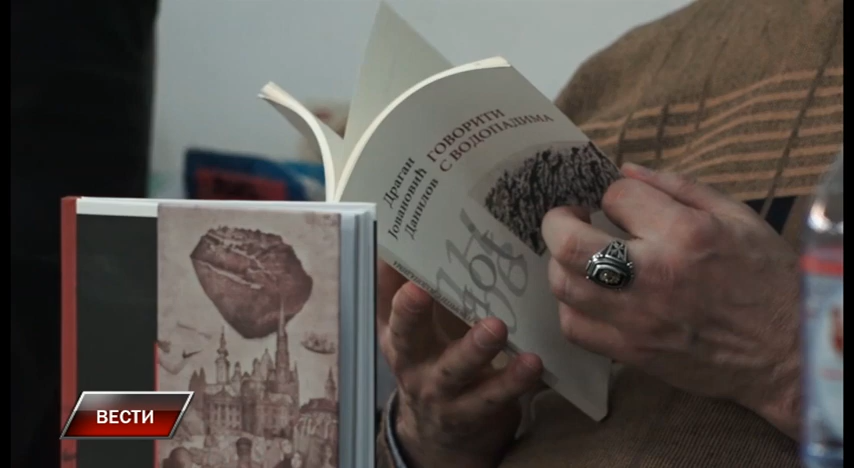 Драган
Јовановић
Данилов
ГОВОРИТИ
С ВОДОПАДИМА
ВЕСТИ